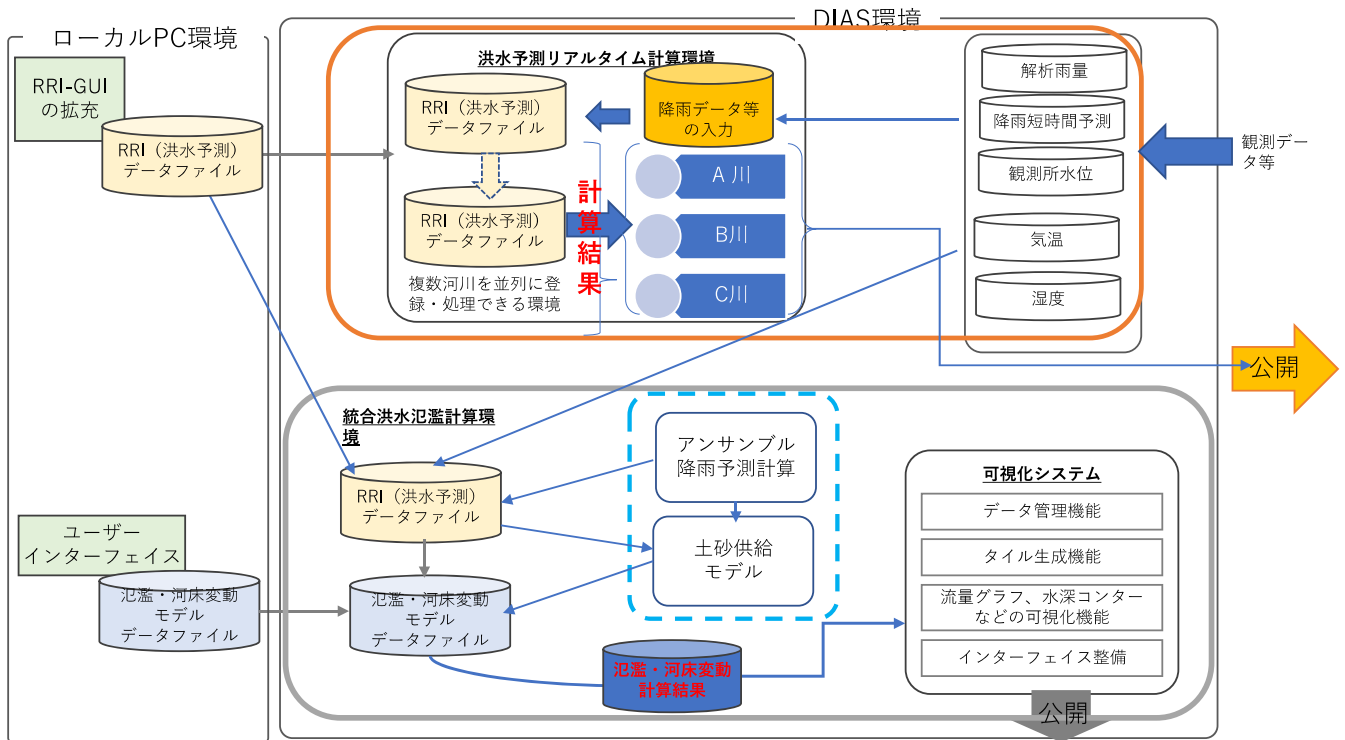 ローカルPC環境
RRI-GUI
の拡充
RRI（洪水予測）
データファイル
ユーザー
インターフェイス
氾濫・河床変動
モデル
データファイル
DIAS環境
洪水予測リアルタイム計算環境
RRI（洪水予測）
データファイル
RRI（洪水予測）
データファイル
複数河川を並列に登
録・処理できる環境
計算結果
降雨データ等
の入力
A 川
B川
C川
解析雨量
降雨短時間予測
観測所水位
気温
湿度
観測デー
タ等
公開
統合洪水氾濫計算環
境
RRI（洪水予測）
データファイル
氾濫・河床変動
モデル
データファイル
アンサンブル
降雨予測計算
土砂供給
モデル
氾濫・河床変動
計算結果
可視化システム
データ管理機能
タイル生成機能
流量グラフ、水深コンター
などの可視化機能
インターフェイス整備
公開